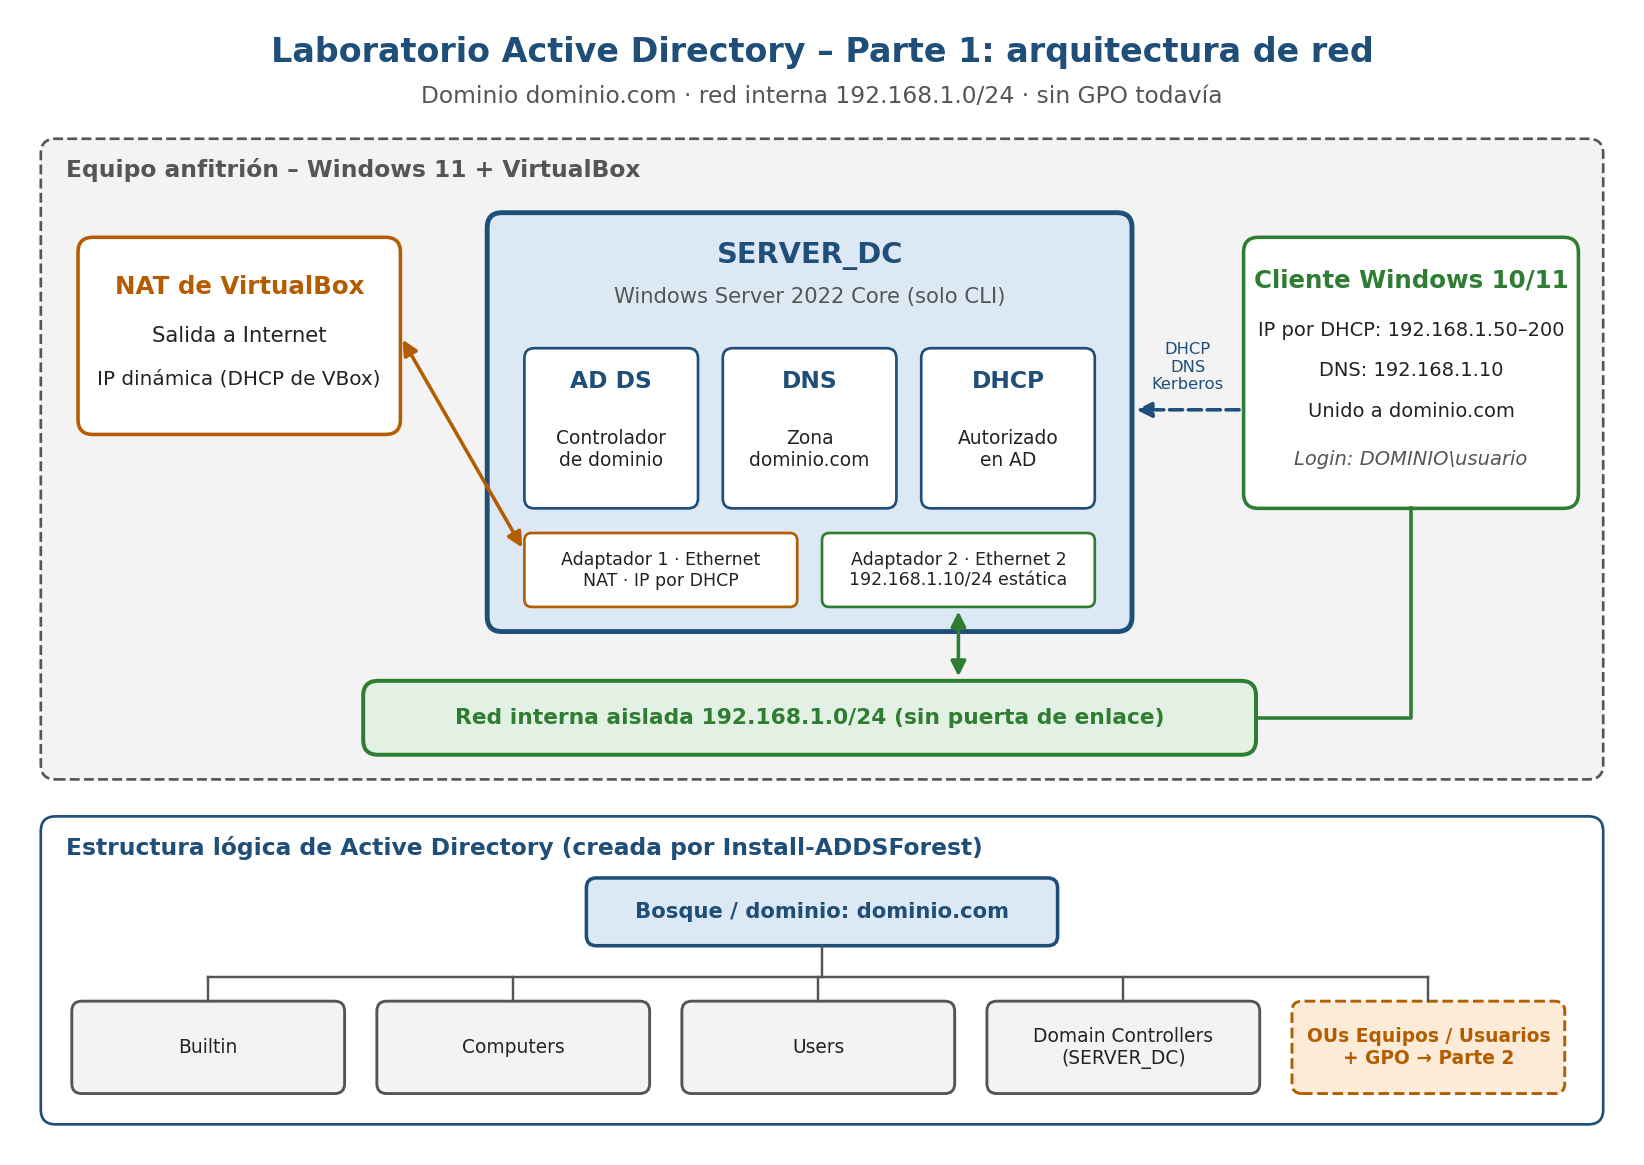 Laboratorio Active Directory – Parte 1: arquitectura de red
Dominio dominio.com · red interna 192.168.1.0/24 · sin GPO todavía
Equipo anfitrión – Windows 11 + VirtualBox
NAT de VirtualBox
Salida a Internet
IP dinámica (DHCP de VBox)
SERVER_DC
Windows Server 2022 Core (solo CLI)
AD DS
Controlador
de dominio
DNS
Zona
dominio.com
DHCP
Autorizado
en AD
Adaptador 1 · Ethernet
NAT · IP por DHCP
Adaptador 2 · Ethernet 2
192.168.1.10/24 estática
DHCP
DNS
Kerberos
Cliente Windows 10/11
IP por DHCP: 192.168.1.50–200
DNS: 192.168.1.10
Unido a dominio.com
Login: DOMINIO\usuario
Red interna aislada 192.168.1.0/24 (sin puerta de enlace)
Estructura lógica de Active Directory (creada por Install-ADDSForest)
Bosque / dominio: dominio.com
Builtin
Computers
Users
Domain Controllers
(SERVER_DC)
OUs Equipos / Usuarios
+ GPO → Parte 2